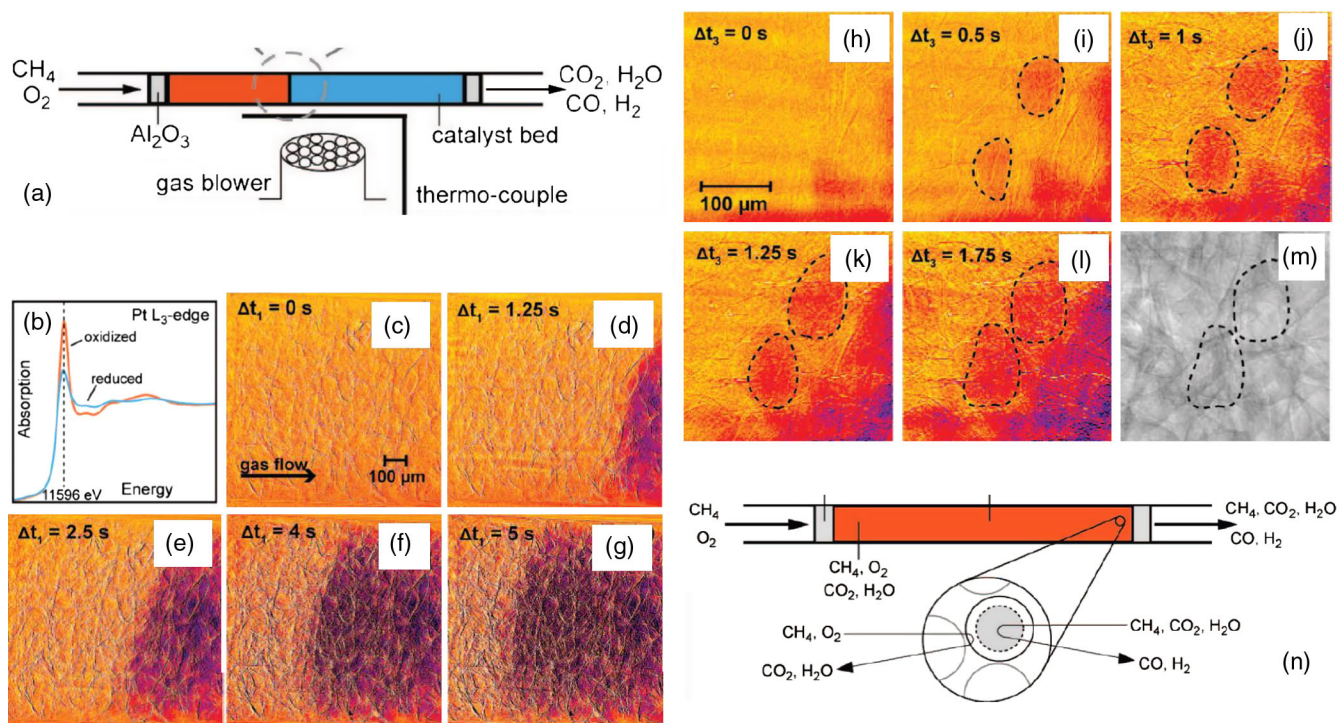 CH₄
O₂
Al₂O₃
gas blower
thermo-couple
catalyst bed
CO₂, H₂O
CO, H₂
(a)
(b)
Pt L₃-edge
oxidized
reduced
Absorption
11596 eV
Energy
Δt₁ = 0 s
(c)
gas flow
100 µm
Δt₁ = 1.25 s
(d)
Δt₁ = 2.5 s
(e)
Δt₁ = 4 s
(f)
Δt₁ = 5 s
(g)
Δt₃ = 0 s
(h)
100 µm
Δt₃ = 0.5 s
(i)
Δt₃ = 1 s
(j)
Δt₃ = 1.25 s
(k)
Δt₃ = 1.75 s
(l)
(m)
CH₄
O₂
CH₄, O₂
CO₂, H₂O
CH₄, CO₂, H₂O
CO, H₂
CH₄, O₂
CO₂, H₂O
CH₄, CO₂, H₂O
CO, H₂
(n)